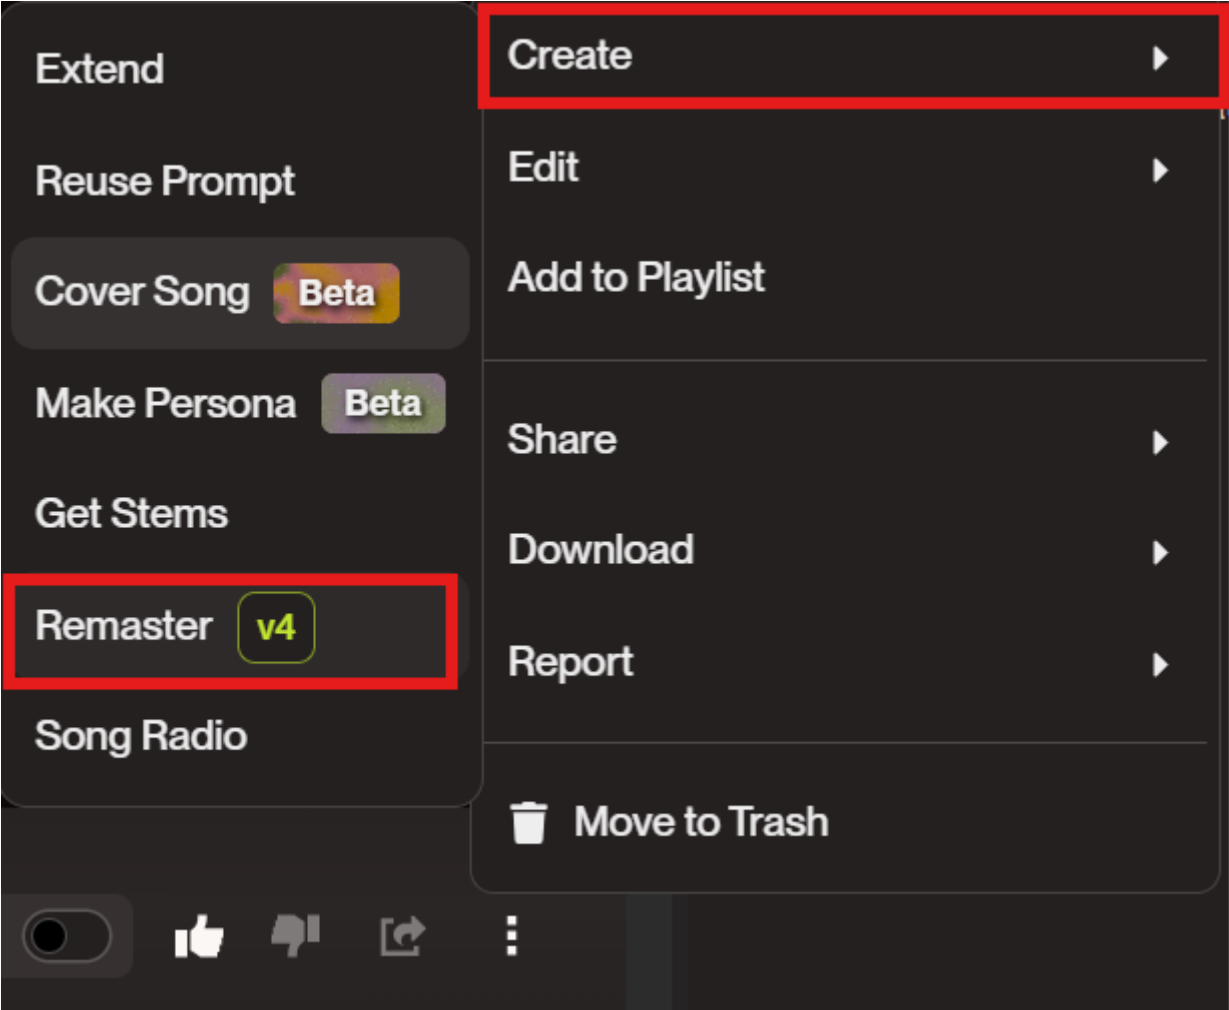 Extend
Reuse Prompt
Cover Song Beta
Make Persona Beta
Get Stems
Remaster v4
Song Radio
Create
Edit
Add to Playlist
Share
Download
Report
Move to Trash